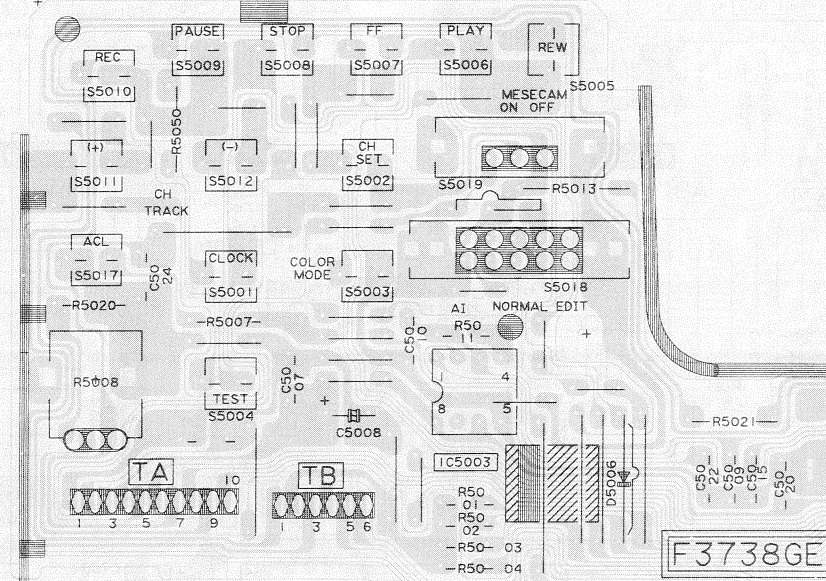 PAUSE
STOP
FF
PLAY
REW
REC
S5009
S5008
S5007
S5006
S5005
S5010
MESECAM
ON OFF
R5050
(+)
(-)
CH
SET
S5011
S5012
S5002
S5019
R5013
CH
TRACK
ACL
CLOCK
COLOR
MODE
S5017
C50
24
S5001
S5003
S5018
R5020
AI
NORMAL EDIT
R5007
C50
10
R50
11
R5008
C50
07
1
4
8
5
TEST
S5004
C5008
R5021
TA
TB
IC5003
D5006
C50
22
C50
09
C50
15
C50
20
10
1 3 5 7 9
1 3 5 6
R50
01
R50
02
R50 03
R50 04
F3738GE